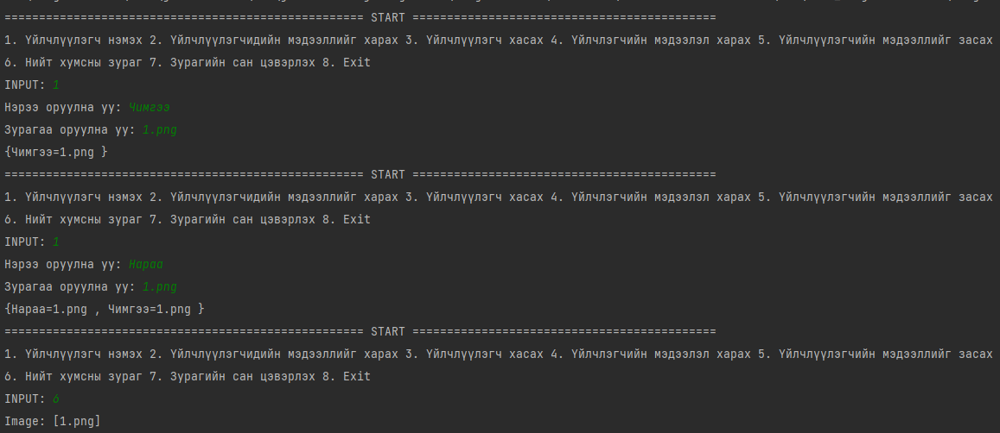 ==================================================== START ============================================
1. Үйлчлүүлэгч нэмэх 2. Үйлчлүүлэгчидийн мэдээллийг харах 3. Үйлчлүүлэгч хасах 4. Үйлчлэгчийн мэдээлэл харах 5. Үйлчлүүлэгчийн мэдээллийг засах
6. Нийт хумсны зураг 7. Зурагийн сан цэвэрлэх 8. Exit
INPUT: 1
Нэрээ оруулна уу: Чимгээ
Зурагаа оруулна уу: 1.png
{Чимгээ=1.png }
==================================================== START ============================================
1. Үйлчлүүлэгч нэмэх 2. Үйлчлүүлэгчидийн мэдээллийг харах 3. Үйлчлүүлэгч хасах 4. Үйлчлэгчийн мэдээлэл харах 5. Үйлчлүүлэгчийн мэдээллийг засах
6. Нийт хумсны зураг 7. Зурагийн сан цэвэрлэх 8. Exit
INPUT: 1
Нэрээ оруулна уу: Нараа
Зурагаа оруулна уу: 1.png
{Нараа=1.png , Чимгээ=1.png }
==================================================== START ============================================
1. Үйлчлүүлэгч нэмэх 2. Үйлчлүүлэгчидийн мэдээллийг харах 3. Үйлчлүүлэгч хасах 4. Үйлчлэгчийн мэдээлэл харах 5. Үйлчлүүлэгчийн мэдээллийг засах
6. Нийт хумсны зураг 7. Зурагийн сан цэвэрлэх 8. Exit
INPUT: 6
Image: [1.png]